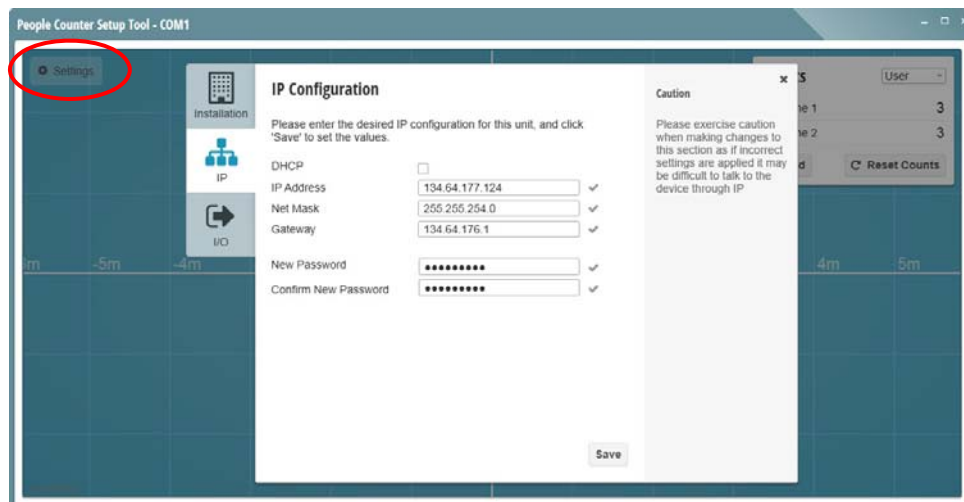 People Counter Setup Tool - COM1
Settings
User
3
3
Reset Counts
-5m
-4m
4m
5m
Installation
IP
I/O
IP Configuration
Please enter the desired IP configuration for this unit, and click
'Save' to set the values.
DHCP
IP Address 134.64.177.124
Net Mask 255.255.254.0
Gateway 134.64.176.1
New Password •••••••••
Confirm New Password •••••••••
Save
Caution
Please exercise caution
when making changes to
this section as if incorrect
settings are applied it may
be difficult to talk to the
device through IP